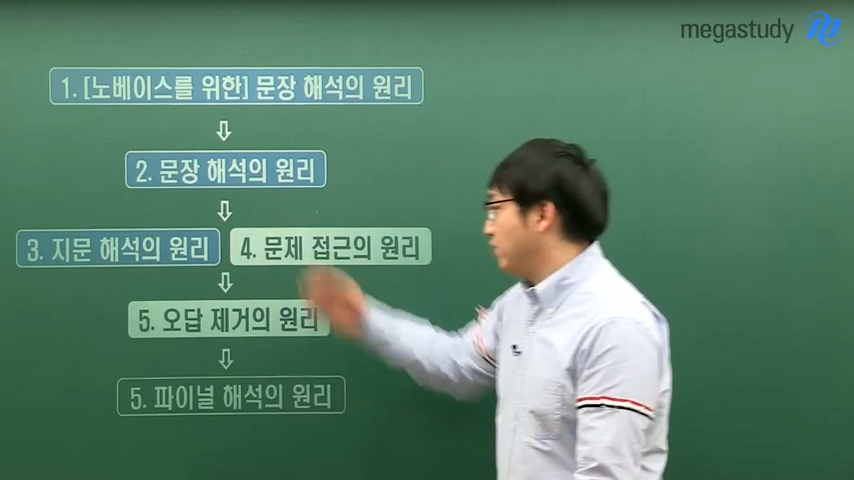 megastudy
1. [노베이스를 위한] 문장 해석의 원리
2. 문장 해석의 원리
3. 지문 해석의 원리
4. 문제 접근의 원리
5. 오답 제거의 원리
5. 파이널 해석의 원리